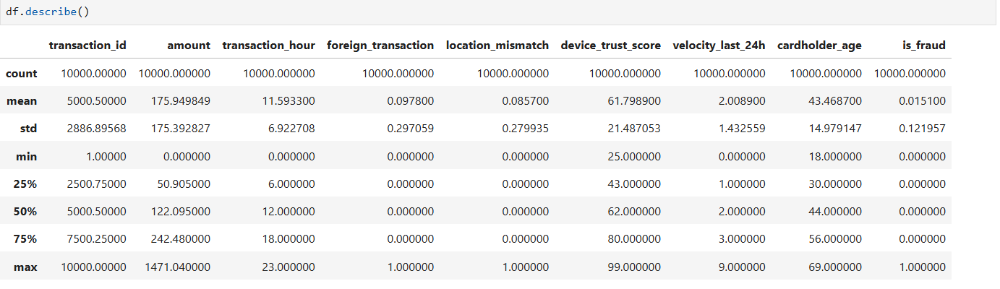 df.describe()
transaction_id amount transaction_hour foreign_transaction location_mismatch device_trust_score velocity_last_24h cardholder_age is_fraud
count 10000.00000 10000.000000 10000.000000 10000.000000 10000.000000 10000.000000 10000.000000 10000.000000 10000.000000
mean 5000.50000 175.949849 11.593300 0.097800 0.085700 61.798900 2.008900 43.468700 0.015100
std 2886.89568 175.392827 6.922708 0.297059 0.279935 21.487053 1.432559 14.979147 0.121957
min 1.00000 0.000000 0.000000 0.000000 0.000000 25.000000 0.000000 18.000000 0.000000
25% 2500.75000 50.905000 6.000000 0.000000 0.000000 43.000000 1.000000 30.000000 0.000000
50% 5000.50000 122.095000 12.000000 0.000000 0.000000 62.000000 2.000000 44.000000 0.000000
75% 7500.25000 242.480000 18.000000 0.000000 0.000000 80.000000 3.000000 56.000000 0.000000
max 10000.00000 1471.040000 23.000000 1.000000 1.000000 99.000000 9.000000 69.000000 1.000000